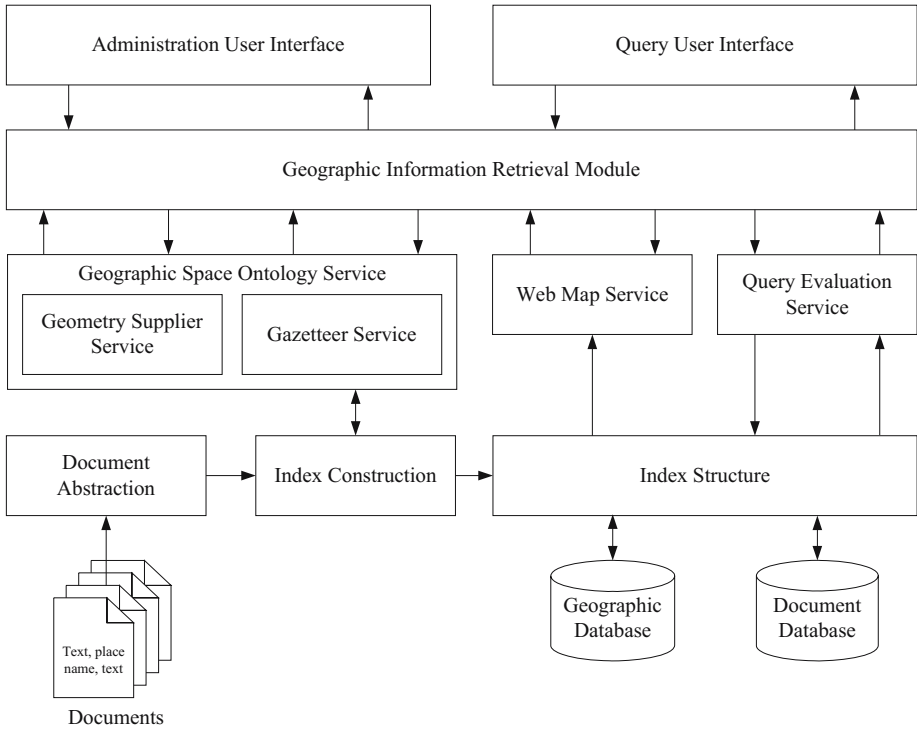 Administration User Interface
Query User Interface
Geographic Information Retrieval Module
Geographic Space Ontology Service
Geometry Supplier
Service
Gazetteer Service
Web Map Service
Query Evaluation
Service
Document
Abstraction
Index Construction
Index Structure
Geographic
Database
Document
Database
Text, place
name, text
Documents